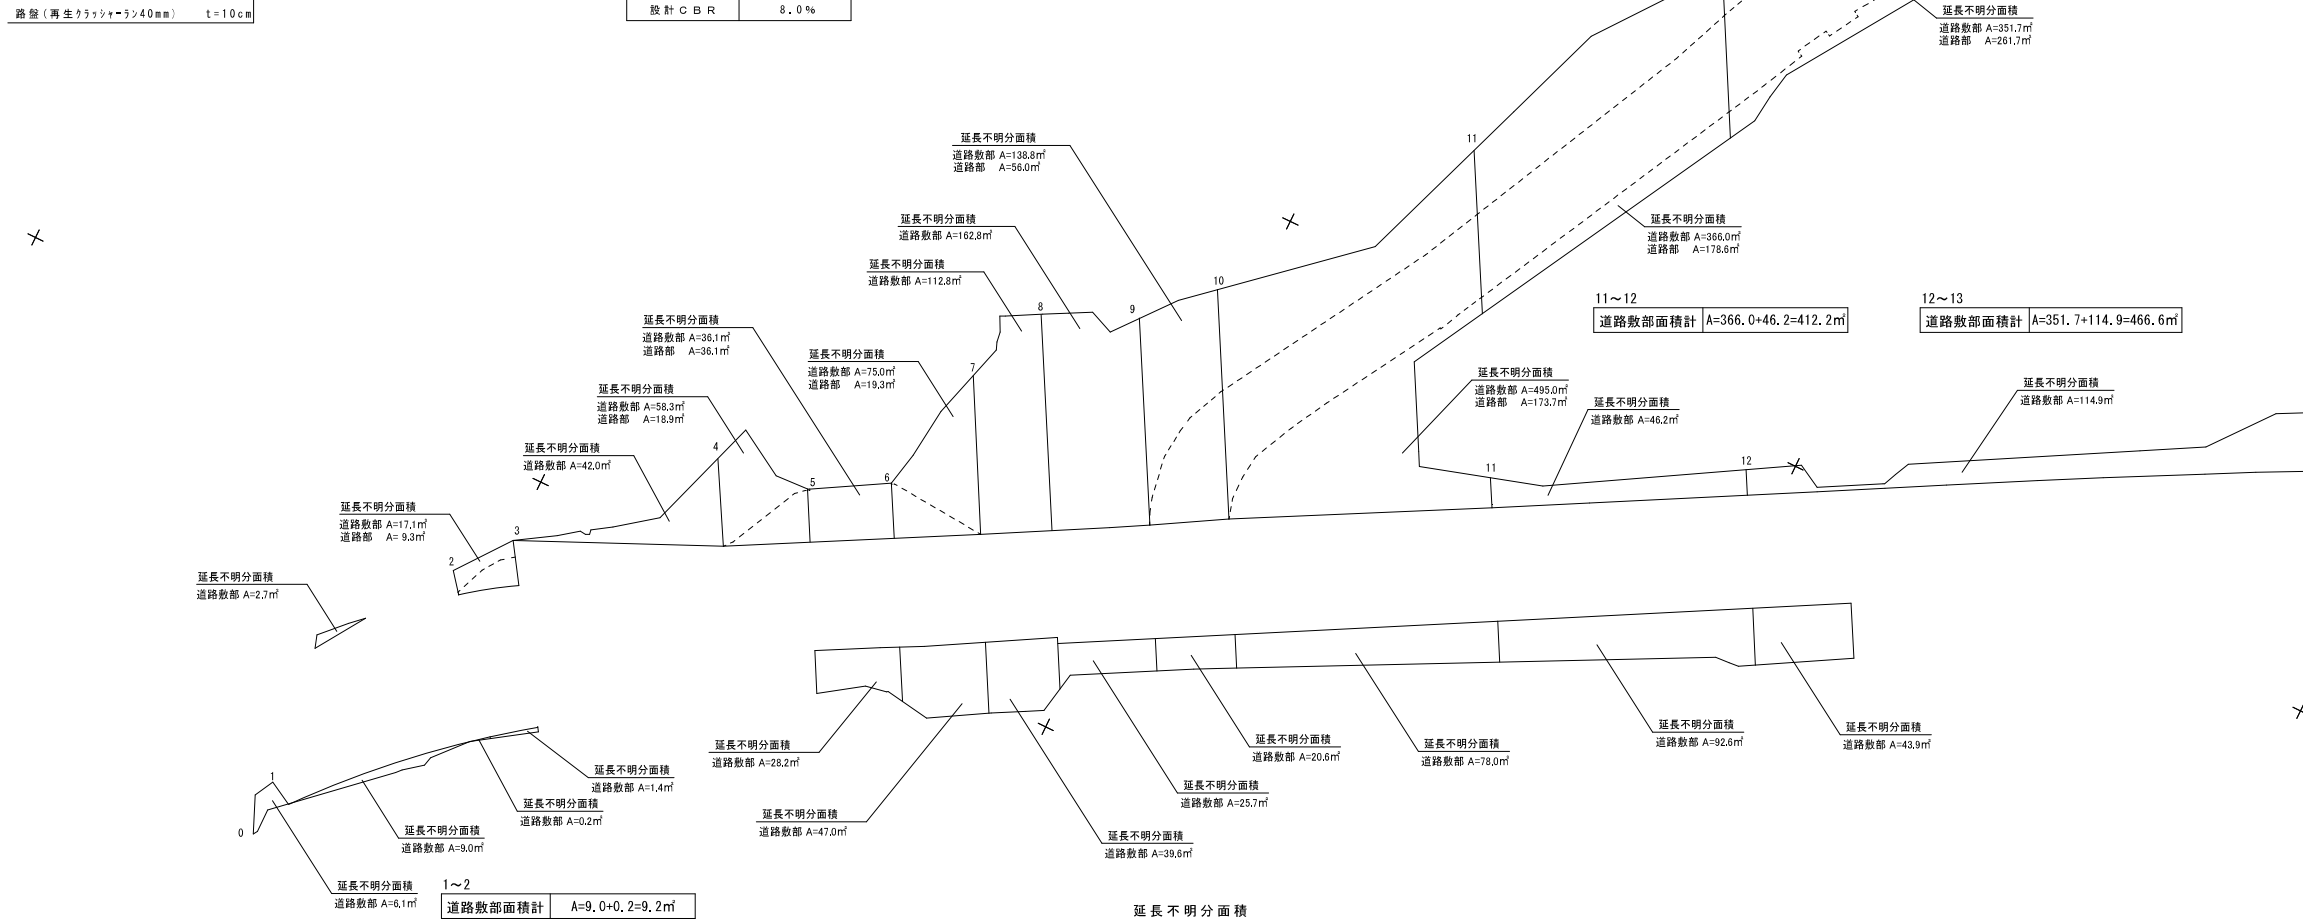 路盤(再生クラッシャーラン40mm) t=10cm
設計CBR 8.0%
延長不明分面積
道路敷部 A=351.7㎡
道路部 A=261.7㎡
延長不明分面積
道路敷部 A=138.8㎡
道路部 A=56.0㎡
11
延長不明分面積
道路敷部 A=162.8㎡
延長不明分面積
道路敷部 A=366.0㎡
道路部 A=178.6㎡
延長不明分面積
道路敷部 A=112.8㎡
8
9
10
11～12
道路敷部面積計 A=366.0+46.2=412.2㎡
12～13
道路敷部面積計 A=351.7+114.9=466.6㎡
延長不明分面積
道路敷部 A=36.1㎡
道路部 A=36.1㎡
延長不明分面積
道路敷部 A=75.0㎡
道路部 A=19.3㎡
7
延長不明分面積
道路敷部 A=58.3㎡
道路部 A=18.9㎡
延長不明分面積
道路敷部 A=495.0㎡
道路部 A=173.7㎡
延長不明分面積
道路敷部 A=46.2㎡
延長不明分面積
道路敷部 A=114.9㎡
延長不明分面積
道路敷部 A=42.0㎡
4
5
6
11
12
延長不明分面積
道路敷部 A=17.1㎡
道路部 A= 9.3㎡
3
2
延長不明分面積
道路敷部 A=2.7㎡
延長不明分面積
道路敷部 A=28.2㎡
延長不明分面積
道路敷部 A=47.0㎡
延長不明分面積
道路敷部 A=39.6㎡
延長不明分面積
道路敷部 A=25.7㎡
延長不明分面積
道路敷部 A=20.6㎡
延長不明分面積
道路敷部 A=78.0㎡
延長不明分面積
道路敷部 A=92.6㎡
延長不明分面積
道路敷部 A=43.9㎡
1
0
延長不明分面積
道路敷部 A=1.4㎡
延長不明分面積
道路敷部 A=0.2㎡
延長不明分面積
道路敷部 A=9.0㎡
延長不明分面積
道路敷部 A=6.1㎡
1～2
道路敷部面積計 A=9.0+0.2=9.2㎡
延長不明分面積